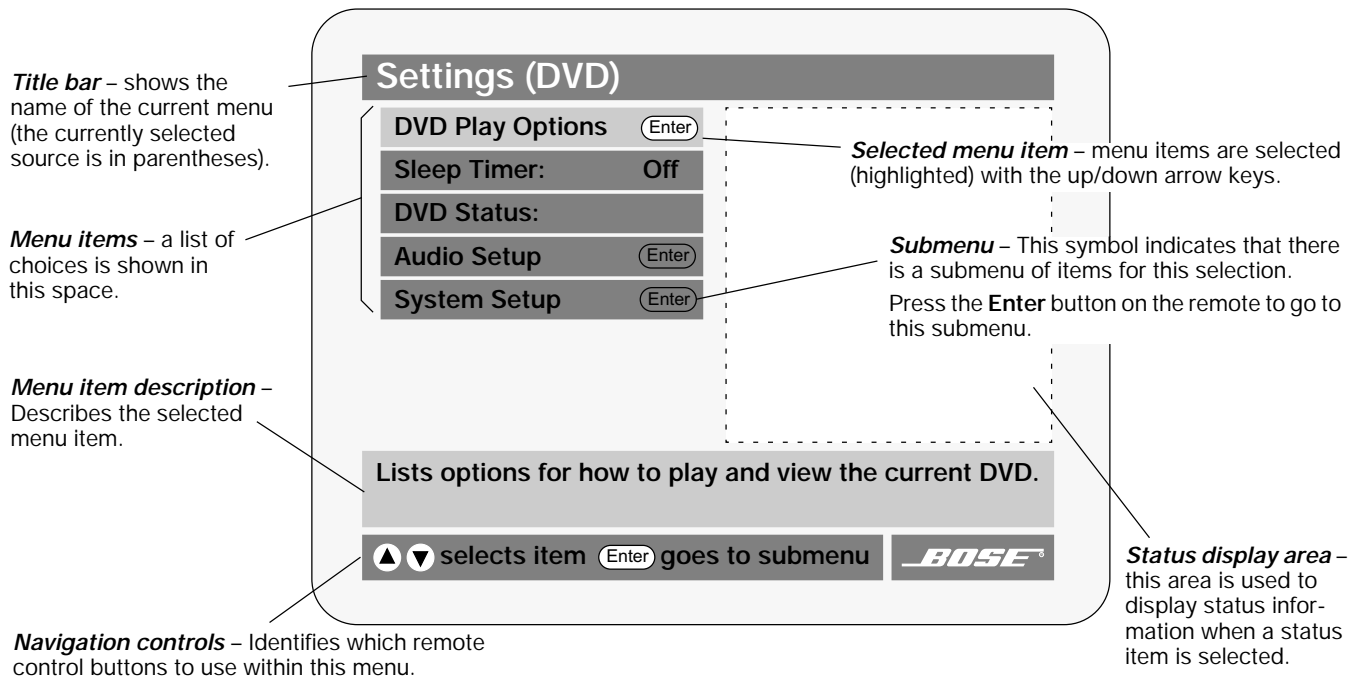 Title bar – shows the
name of the current menu
(the currently selected
source is in parentheses).
Menu items – a list of
choices is shown in
this space.
Menu item description –
Describes the selected
menu item.
Navigation controls – Identifies which remote
control buttons to use within this menu.
Settings (DVD)
DVD Play Options Enter
Sleep Timer: Off
DVD Status:
Audio Setup Enter
System Setup Enter
Lists options for how to play and view the current DVD.
selects item Enter goes to submenu
BOSE®
Selected menu item – menu items are selected
(highlighted) with the up/down arrow keys.
Submenu – This symbol indicates that there
is a submenu of items for this selection.
Press the Enter button on the remote to go to
this submenu.
Status display area –
this area is used to
display status infor-
mation when a status
item is selected.